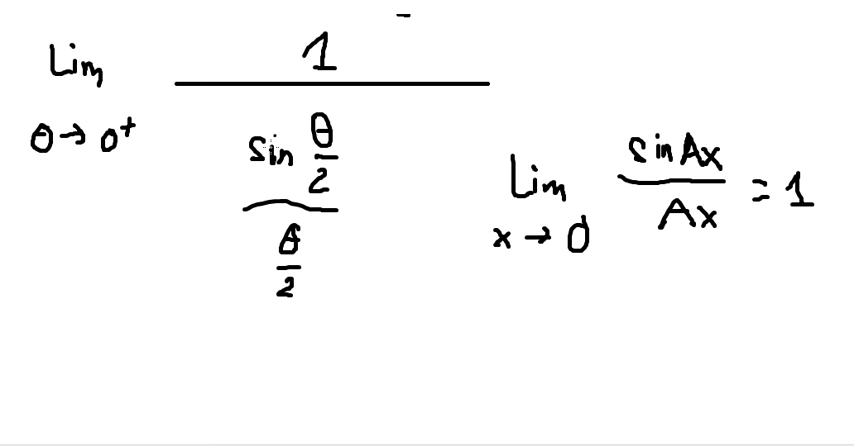 Lim 1
θ→0⁺ sin θ/2
θ/2
Lim sin Ax / Ax = 1
x→0